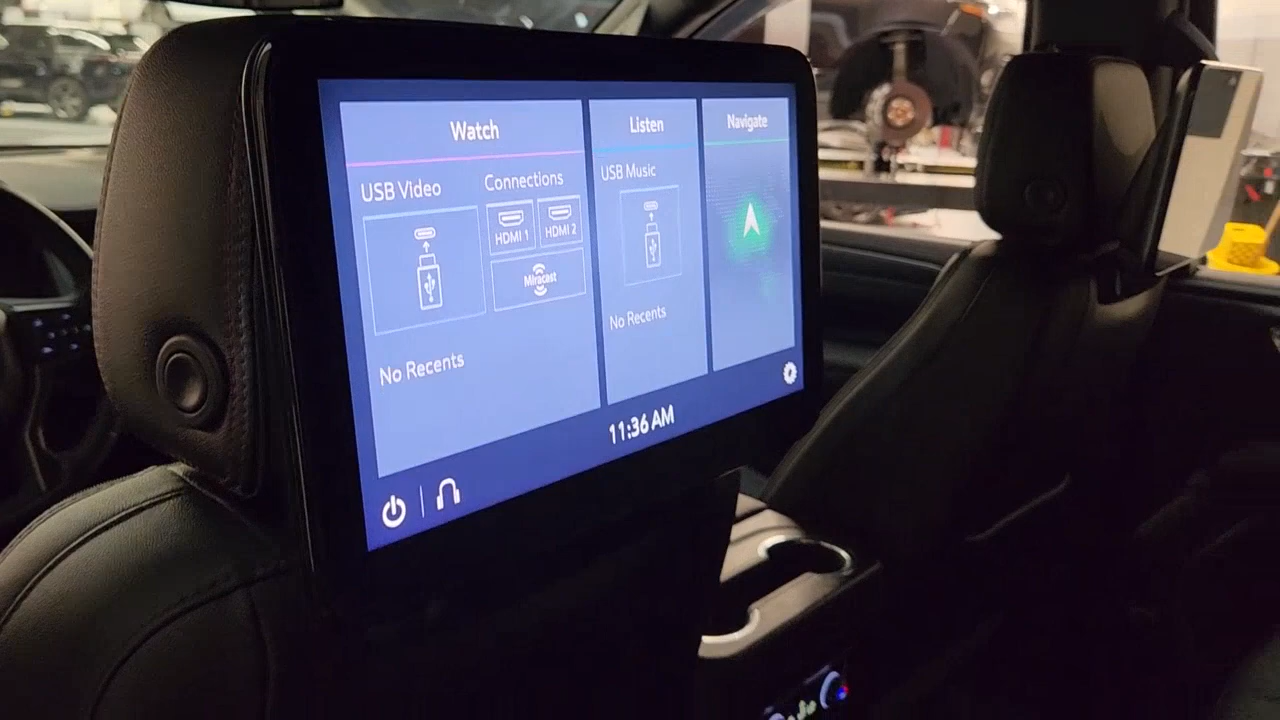 Watch
USB Video
Connections
HDMI 1
HDMI 2
Miracast
No Recents
Listen
USB Music
No Recents
Navigate
11:36 AM